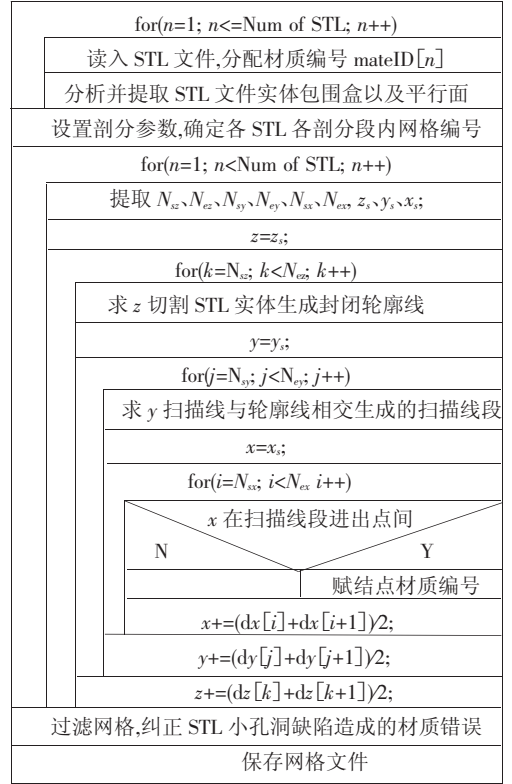 for(n=1; n<=Num of STL; n++)
读入 STL 文件,分配材质编号 mateID[n]
分析并提取 STL 文件实体包围盒以及平行面
设置剖分参数,确定各 STL 各剖分段内网格编号
for(n=1; n<Num of STL; n++)
提取 Nsz、Nez、Nsy、Ney、Nsx、Nex, zs、ys、xs;
z=zs;
for(k=Nsz; k<Nez; k++)
求 z 切割 STL 实体生成封闭轮廓线
y=ys;
for(j=Nsy; j<Ney; j++)
求 y 扫描线与轮廓线相交生成的扫描线段
x=xs;
for(i=Nsx; i<Nex i++)
x 在扫描线段进出点间
N Y
赋结点材质编号
x+=(dx[i]+dx[i+1])/2;
y+=(dy[j]+dy[j+1])/2;
z+=(dz[k]+dz[k+1])/2;
过滤网格,纠正 STL 小孔洞缺陷造成的材质错误
保存网格文件